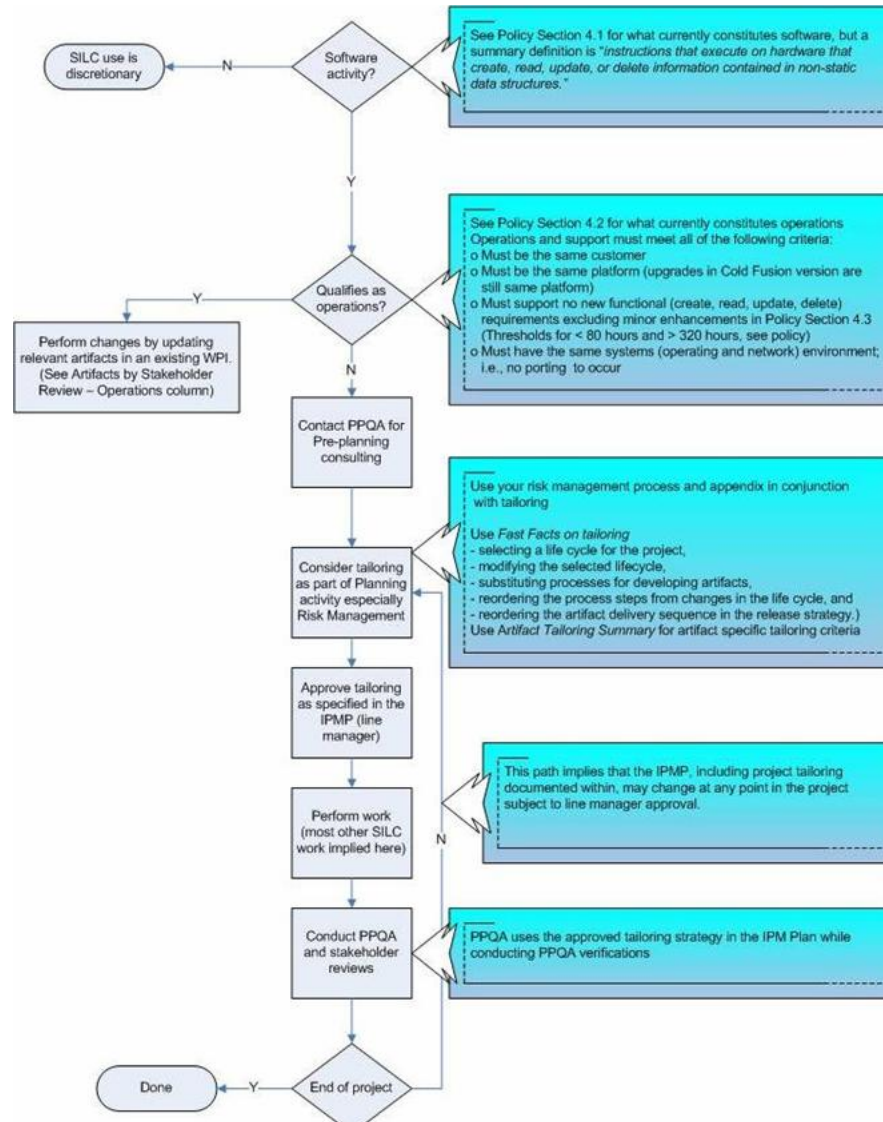 SILC use is
discretionary
N
Software
activity?
See Policy Section 4.1 for what currently constitutes software, but a
summary definition is “instructions that execute on hardware that
create, read, update, or delete information contained in non-static
data structures.”
Y
See Policy Section 4.2 for what currently constitutes operations
Operations and support must meet all of the following criteria:
o Must be the same customer
o Must be the same platform (upgrades in Cold Fusion version are
still same platform)
o Must support no new functional (create, read, update, delete)
requirements excluding minor enhancements in Policy Section 4.3
(Thresholds for < 80 hours and > 320 hours, see policy)
o Must have the same systems (operating and network) environment;
i.e., no porting to occur
Qualifies as
operations?
Y
Perform changes by updating
relevant artifacts in an existing WPI.
(See Artifacts by Stakeholder
Review – Operations column)
N
Contact PPQA for
Pre-planning
consulting
Use your risk management process and appendix in conjunction
with tailoring
Use Fast Facts on tailoring
- selecting a life cycle for the project,
- modifying the selected lifecycle,
- substituting processes for developing artifacts,
- reordering the process steps from changes in the life cycle, and
- reordering the artifact delivery sequence in the release strategy.)
Use Artifact Tailoring Summary for artifact specific tailoring criteria
Consider tailoring
as part of Planning
activity especially
Risk Management
Approve tailoring
as specified in the
IPMP (line
manager)
This path implies that the IPMP, including project tailoring
documented within, may change at any point in the project
subject to line manager approval.
N
Perform work
(most other SILC
work implied here)
Conduct PPQA
and stakeholder
reviews
PPQA uses the approved tailoring strategy in the IPM Plan while
conducting PPQA verifications
End of project
Y
Done